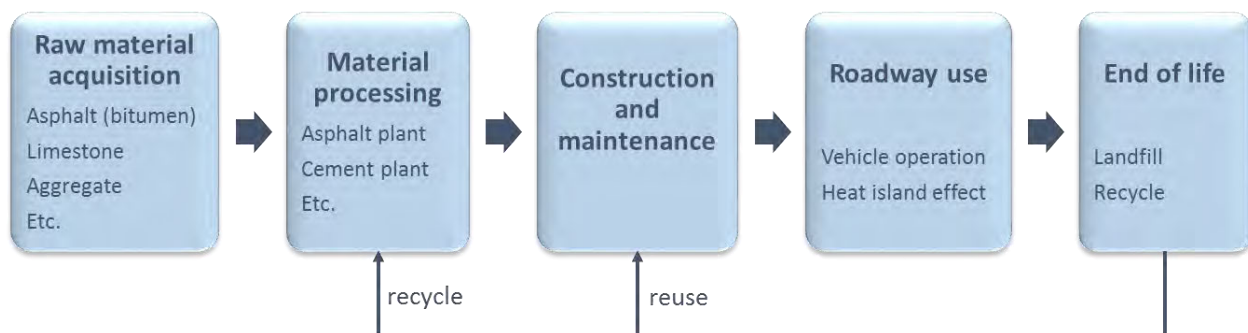 Raw material
acquisition
Asphalt (bitumen)
Limestone
Aggregate
Etc.
Material
processing
Asphalt plant
Cement plant
Etc.
Construction
and
maintenance
Roadway use
Vehicle operation
Heat island effect
End of life
Landfill
Recycle
recycle
reuse